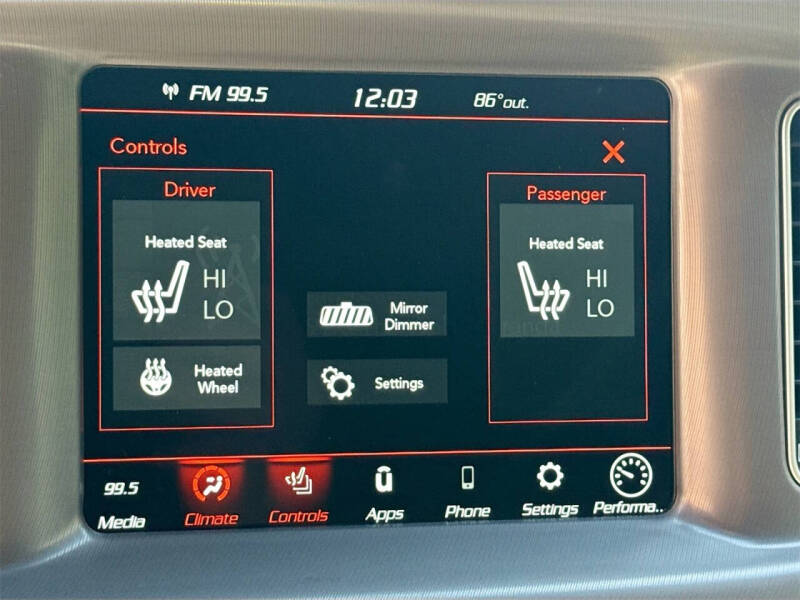 FM 99.5 12:03 86° out.
Controls
Driver
Heated Seat
HI
LO
Heated
Wheel
Mirror
Dimmer
Settings
Passenger
Heated Seat
HI
LO
99.5
Media Climate Controls Apps Phone Settings Performa..